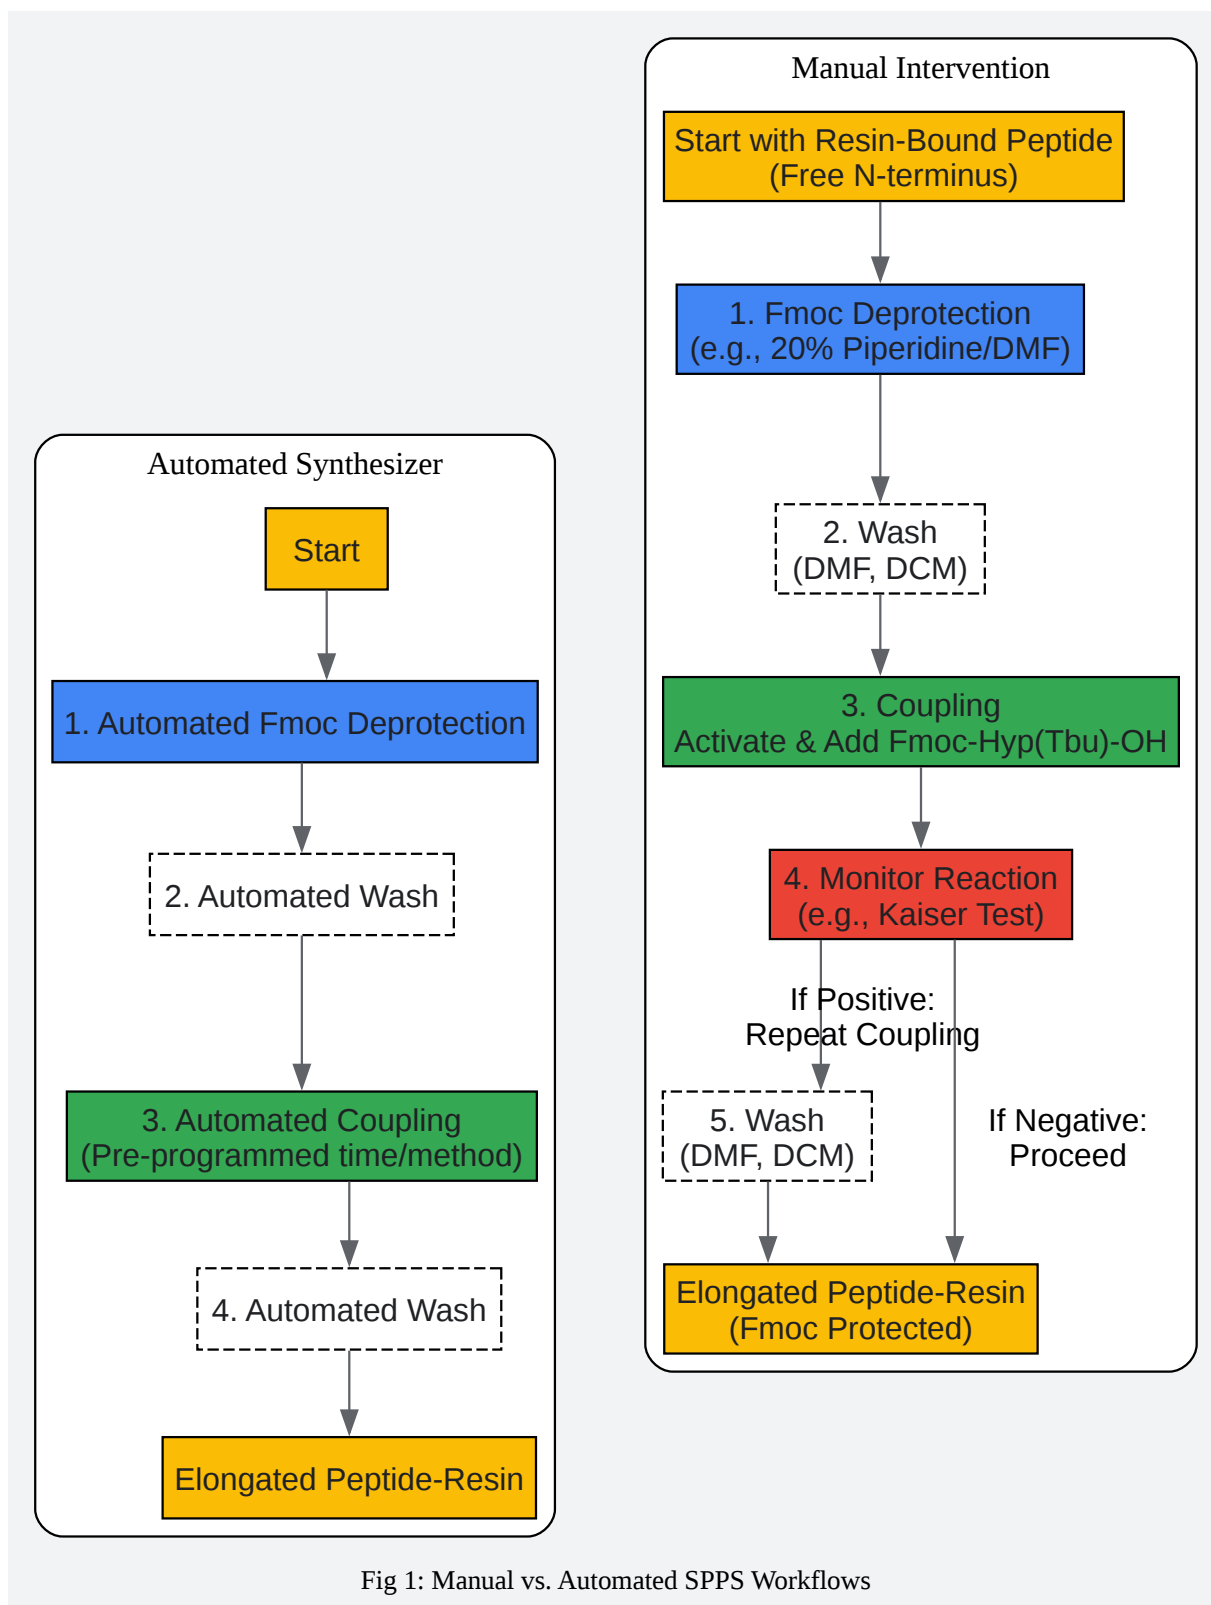 Manual Intervention
Start with Resin-Bound Peptide
(Free N-terminus)
1. Fmoc Deprotection
(e.g., 20% Piperidine/DMF)
2. Wash
(DMF, DCM)
3. Coupling
Activate & Add Fmoc-Hyp(Tbu)-OH
4. Monitor Reaction
(e.g., Kaiser Test)
If Positive:
Repeat Coupling
5. Wash
(DMF, DCM)
If Negative:
Proceed
Elongated Peptide-Resin
(Fmoc Protected)
Automated Synthesizer
Start
1. Automated Fmoc Deprotection
2. Automated Wash
3. Automated Coupling
(Pre-programmed time/method)
4. Automated Wash
Elongated Peptide-Resin
Fig 1: Manual vs. Automated SPPS Workflows